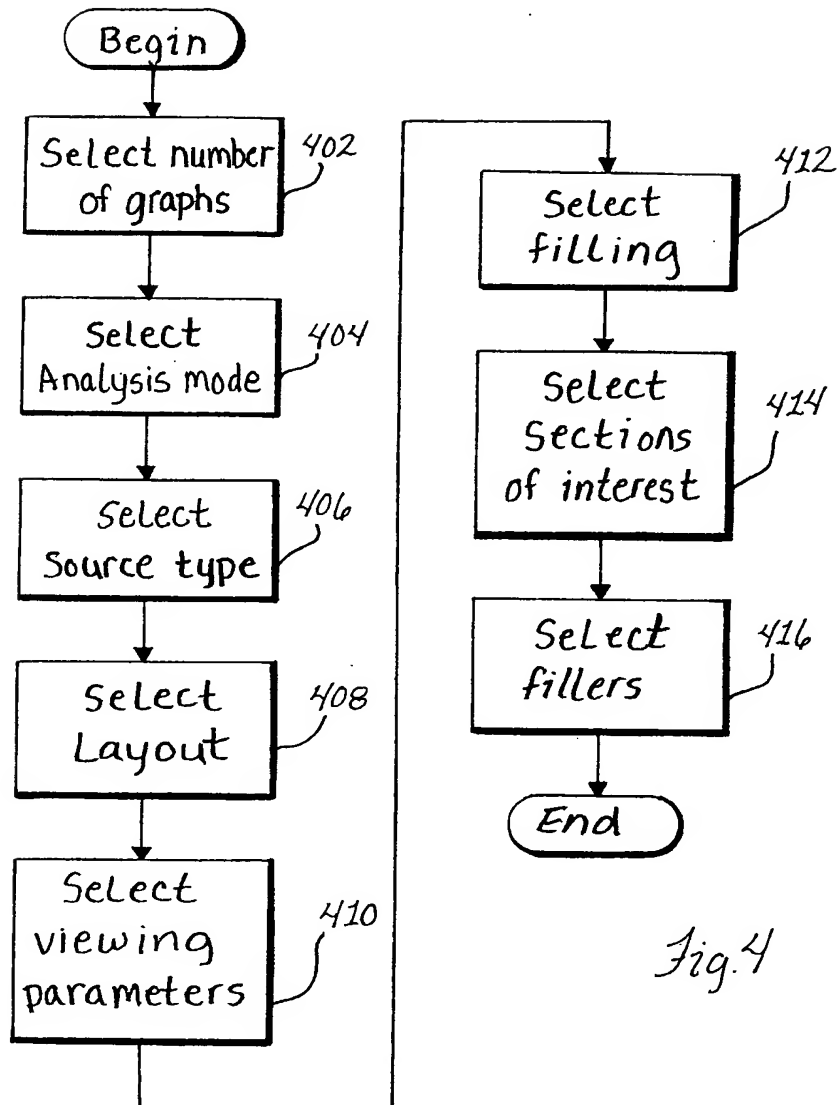 Begin
Select number
of graphs
402
Select
Analysis mode
404
Select
Source type
406
Select
Layout
408
Select
viewing
parameters
410
Select
filling
412
Select
Sections
of interest
414
Select
fillers
416
End
Fig.4